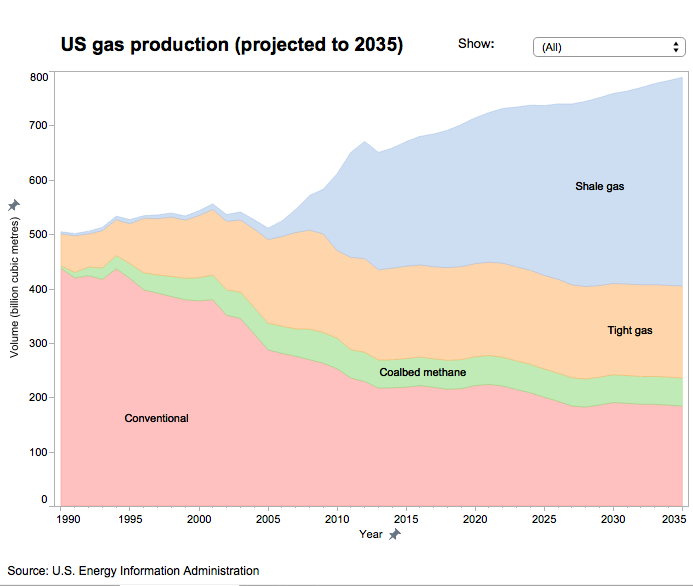 US gas production (projected to 2035)
Show:
(All)
800
700
600
500
400
300
200
100
0
Volume (billion cubic metres)
Shale gas
Tight gas
Coalbed methane
Conventional
1990 1995 2000 2005 2010 2015 2020 2025 2030 2035
Year
Source: U.S. Energy Information Administration